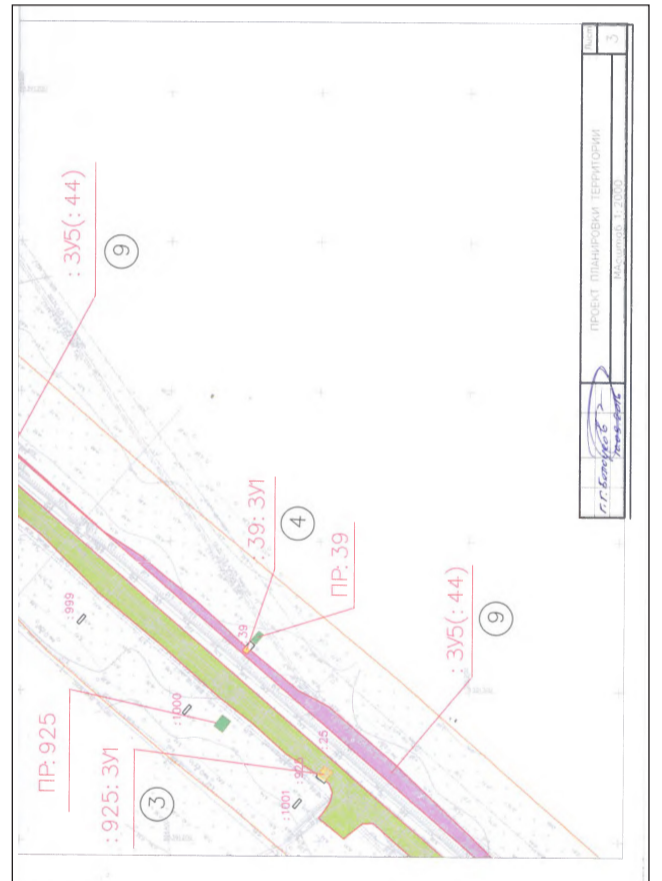 : ЗУ5(: 44)
9
: 999
: 39: ЗУ1
4
39
ПР: 39
ПР: 925
: 1000
: 925: ЗУ1
3
: 25
: 1001
: ЗУ5(: 44)
9
Лист
3
ПРОЕКТ ПЛАНИРОВКИ ТЕРРИТОРИИ
МАсштаб 1: 2000